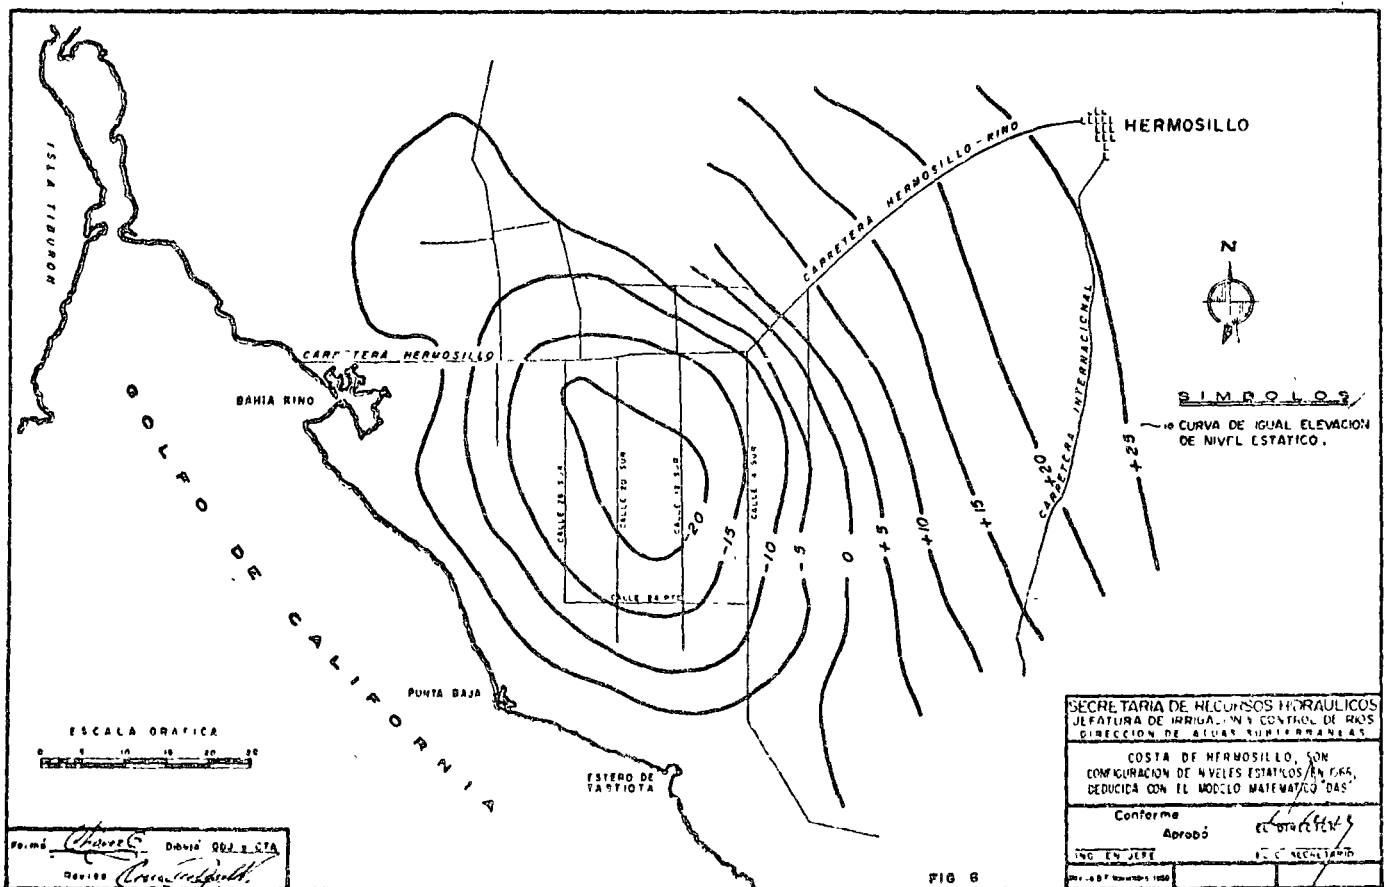 HERMOSILLO
CARRETERA HERMOSILLO-KINO
ISLA TIBURON
N
CARRETERA INTERNACIONAL
SIMBOLOS
10 CURVA DE IGUAL ELEVACION
DE NIVEL ESTATICO.
CARRETERA HERMOSILLO
BAHIA KINO
GOLFO DE CALIFORNIA
CALLE 20 SUR
CALLE 12 SUR
CALLE 4 SUR
-20
-15
-10
-5
0
+5
+10
+15
+20
+25
PUNTA BAJA
ESTERO DE
TASTIOTA
ESCALA GRAFICA
0 5 10 15 20 25
SECRETARIA DE RECURSOS HIDRAULICOS
JEFATURA DE IRRIGACION Y CONTROL DE RIOS
DIRECCION DE AGUAS SUBTERRANEAS
COSTA DE HERMOSILLO, SON
CONFIGURACION DE NIVELES ESTATICOS EN
DEDUCIDA CON EL MODELO MATEMATICO "DAS"
Conforme
Aprobó
EL DIRECTOR
ING EN JEFE
EL C SECRETARIO
Formó
Dibujó
Revisó
FIG 6